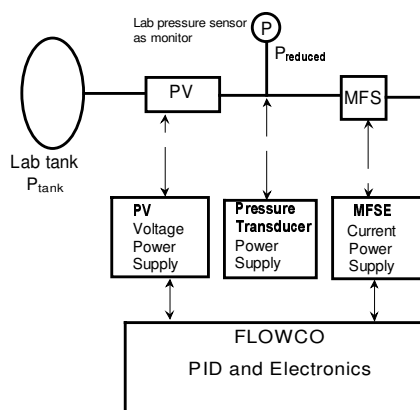 Lab pressure sensor
as monitor
P
Preduced
PV
MFS
Lab tank
Ptank
PV
Voltage
Power
Supply
Pressure
Transducer
Power
Supply
MFSE
Current
Power
Supply
FLOWCO
PID and Electronics